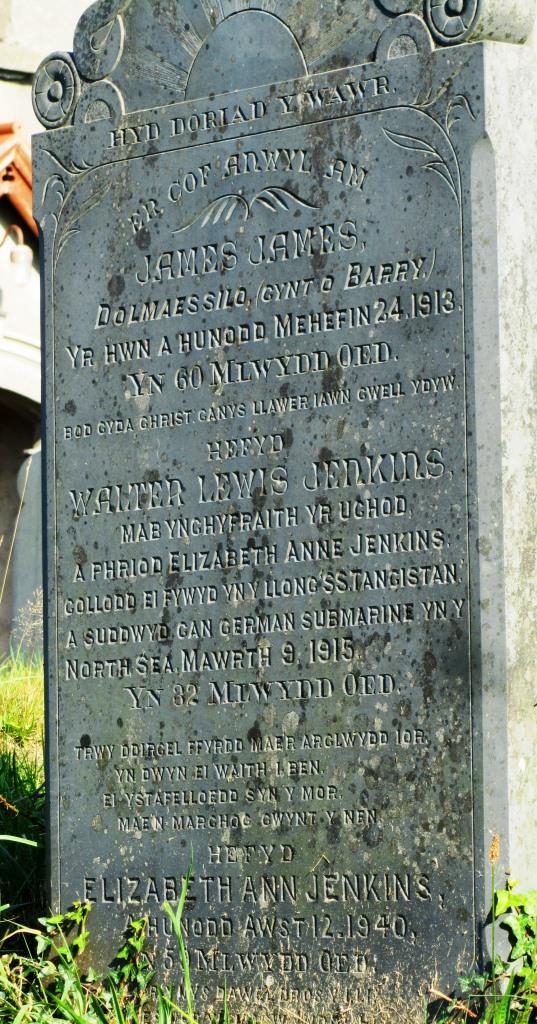 HYD DORIAD Y WAWR.
ER COF ANWYL AM
JAMES JAMES,
DOLMAESSILO, (GYNT O BARRY,)
YR HWN A HUNODD MEHEFIN 24, 1913.
YN 60 MLWYDD OED.
BOD GYDA CHRIST, CANYS LLAWER IAWN GWELL YDYW.
HEFYD
WALTER LEWIS JENKINS,
MAB YNGHYFRAITH YR UCHOD,
A PHRIOD ELIZABETH ANNE JENKINS,
COLLODD EI FYWYD YN Y LLONG "S.S. TANGISTAN,"
A SUDDWYD GAN GERMAN SUBMARINE YN Y
NORTH SEA, MAWRTH 9, 1915,
YN 32 MLWYDD OED.
TRWY DDIRGEL FFYRDD MAE'R ARGLWYDD IOR,
YN DWYN EI WAITH I BEN,
EI YSTAFELLOEDD SY'N Y MOR,
MAE'N MARCHOG GWYNT Y NEN.
HEFYD
ELIZABETH ANN JENKINS,
A HUNODD AWST 12, 1940,
MLWYDD OED.